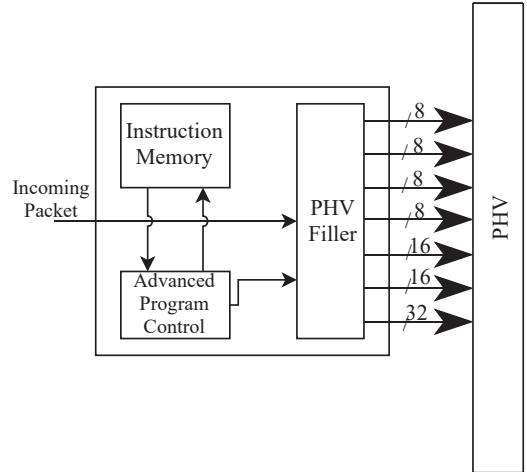 Instruction
Memory
Incoming
Packet
Advanced
Program
Control
PHV
Filler
/8
/8
/8
/8
/16
/16
/32
PHV